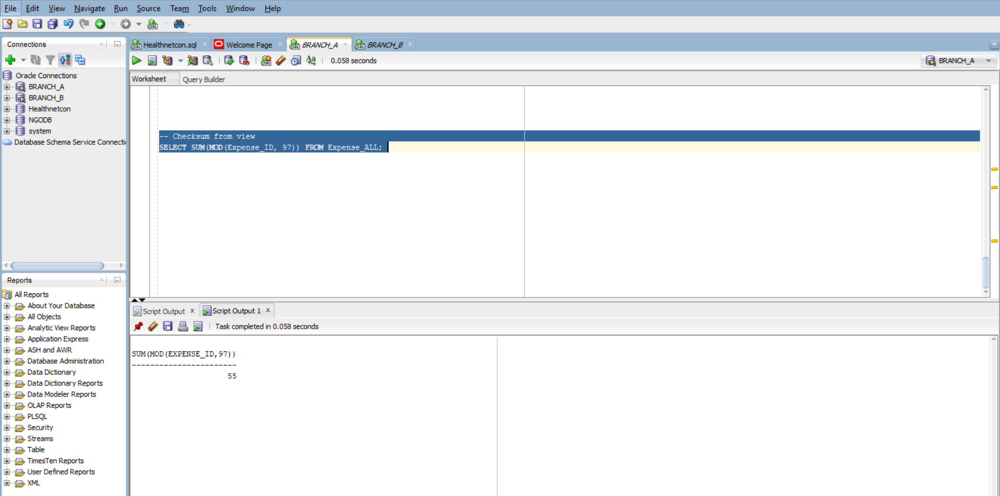 File Edit View Navigate Run Source Team Tools Window Help
Connections
Oracle Connections
BRANCH_A
BRANCH_B
Healthnetcon
NGODB
system
Database Schema Service Connecti
Reports
All Reports
About Your Database
All Objects
Analytic View Reports
Application Express
ASH and AWR
Database Administration
Data Dictionary
Data Dictionary Reports
Data Modeler Reports
OLAP Reports
PLSQL
Security
Streams
Table
TimesTen Reports
User Defined Reports
XML
Healthnetcon.sql Welcome Page BRANCH_A BRANCH_B
0.058 seconds BRANCH_A
Worksheet Query Builder
-- Checksum from view
SELECT SUM(MOD(Expense_ID, 97)) FROM Expense_ALL;
Script Output x Script Output 1 x
Task completed in 0.058 seconds
SUM(MOD(EXPENSE_ID,97))
-----------------------
55